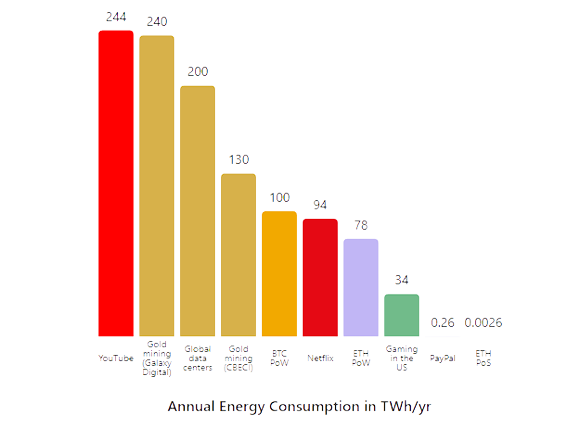 244
240
200
130
100
94
78
34
0.26
0.0026
YouTube
Gold
mining
(Galaxy
Digital)
Global
data
centers
Gold
mining
(CBECI)
BTC
PoW
Netflix
ETH
PoW
Gaming
in the
US
PayPal
ETH
PoS
Annual Energy Consumption in TWh/yr